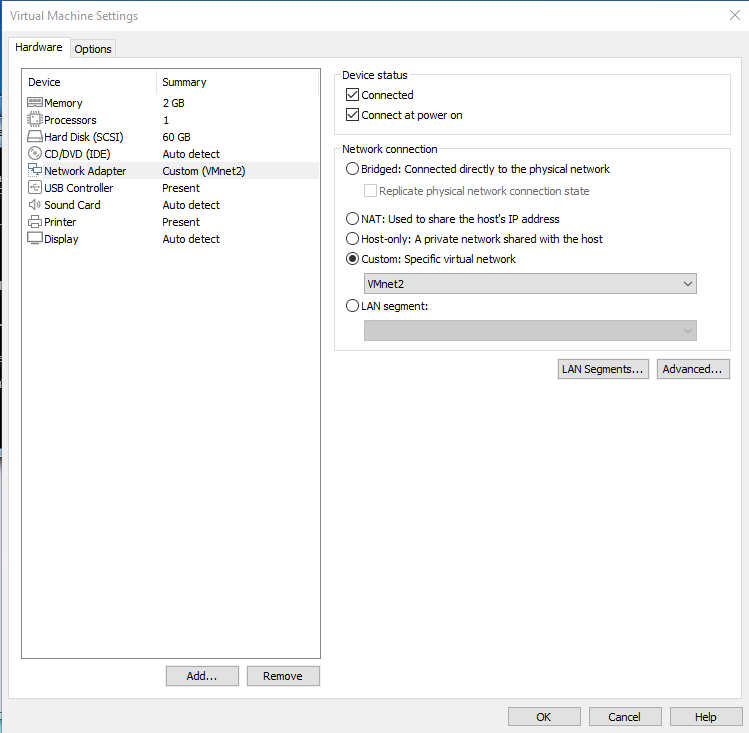 Virtual Machine Settings
Hardware
Options
Device Summary
Memory 2 GB
Processors 1
Hard Disk (SCSI) 60 GB
CD/DVD (IDE) Auto detect
Network Adapter Custom (VMnet2)
USB Controller Present
Sound Card Auto detect
Printer Present
Display Auto detect
Add...
Remove
Device status
Connected
Connect at power on
Network connection
Bridged: Connected directly to the physical network
Replicate physical network connection state
NAT: Used to share the host's IP address
Host-only: A private network shared with the host
Custom: Specific virtual network
VMnet2
LAN segment:
LAN Segments...
Advanced...
OK
Cancel
Help